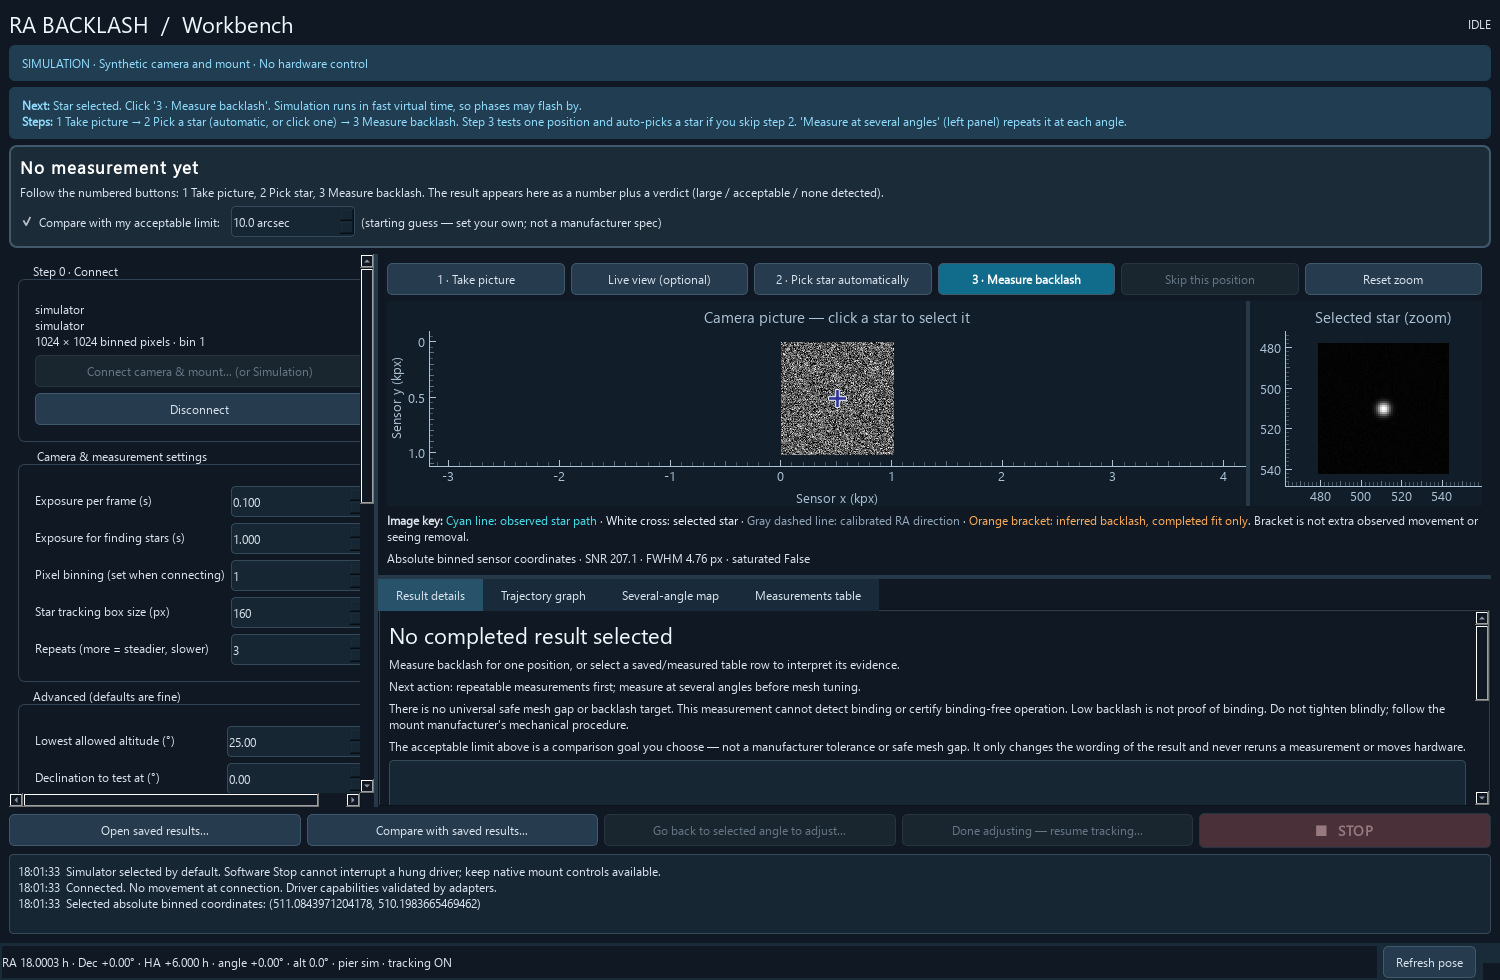 RA BACKLASH / Workbench
IDLE
SIMULATION · Synthetic camera and mount · No hardware control
Next: Star selected. Click '3 · Measure backlash'. Simulation runs in fast virtual time, so phases may flash by.
Steps: 1 Take picture → 2 Pick a star (automatic, or click one) → 3 Measure backlash. Step 3 tests one position and auto-picks a star if you skip step 2. 'Measure at several angles' (left panel) repeats it at each angle.
No measurement yet
Follow the numbered buttons: 1 Take picture, 2 Pick star, 3 Measure backlash. The result appears here as a number plus a verdict (large / acceptable / none detected).
✓ Compare with my acceptable limit: 10.0 arcsec (starting guess — set your own; not a manufacturer spec)
Step 0 · Connect
simulator
simulator
1024 × 1024 binned pixels · bin 1
Connect camera & mount... (or Simulation)
Disconnect
Camera & measurement settings
Exposure per frame (s) 0.100
Exposure for finding stars (s) 1.000
Pixel binning (set when connecting) 1
Star tracking box size (px) 160
Repeats (more = steadier, slower) 3
Advanced (defaults are fine)
Lowest allowed altitude (°) 25.00
Declination to test at (°) 0.00
1 · Take picture
Live view (optional)
2 · Pick star automatically
3 · Measure backlash
Skip this position
Reset zoom
Camera picture — click a star to select it
Sensor y (kpx)
0
0.5
1.0
-3 -2 -1 0 1 2 3 4
Sensor x (kpx)
Selected star (zoom)
480
500
520
540
480 500 520 540
Image key: Cyan line: observed star path · White cross: selected star · Gray dashed line: calibrated RA direction · Orange bracket: inferred backlash, completed fit only. Bracket is not extra observed movement or
seeing removal.
Absolute binned sensor coordinates · SNR 207.1 · FWHM 4.76 px · saturated False
Result details
Trajectory graph
Several-angle map
Measurements table
No completed result selected
Measure backlash for one position, or select a saved/measured table row to interpret its evidence.
Next action: repeatable measurements first; measure at several angles before mesh tuning.
There is no universal safe mesh gap or backlash target. This measurement cannot detect binding or certify binding-free operation. Low backlash is not proof of binding. Do not tighten blindly; follow the
mount manufacturer's mechanical procedure.
The acceptable limit above is a comparison goal you choose — not a manufacturer tolerance or safe mesh gap. It only changes the wording of the result and never reruns a measurement or moves hardware.
Open saved results...
Compare with saved results...
Go back to selected angle to adjust...
Done adjusting — resume tracking...
■ STOP
18:01:33 Simulator selected by default. Software Stop cannot interrupt a hung driver; keep native mount controls available.
18:01:33 Connected. No movement at connection. Driver capabilities validated by adapters.
18:01:33 Selected absolute binned coordinates: (511.0843971204178, 510.1983665469462)
RA 18.0003 h · Dec +0.00° · HA +6.000 h · angle +0.00° · alt 0.0° · pier sim · tracking ON
Refresh pose